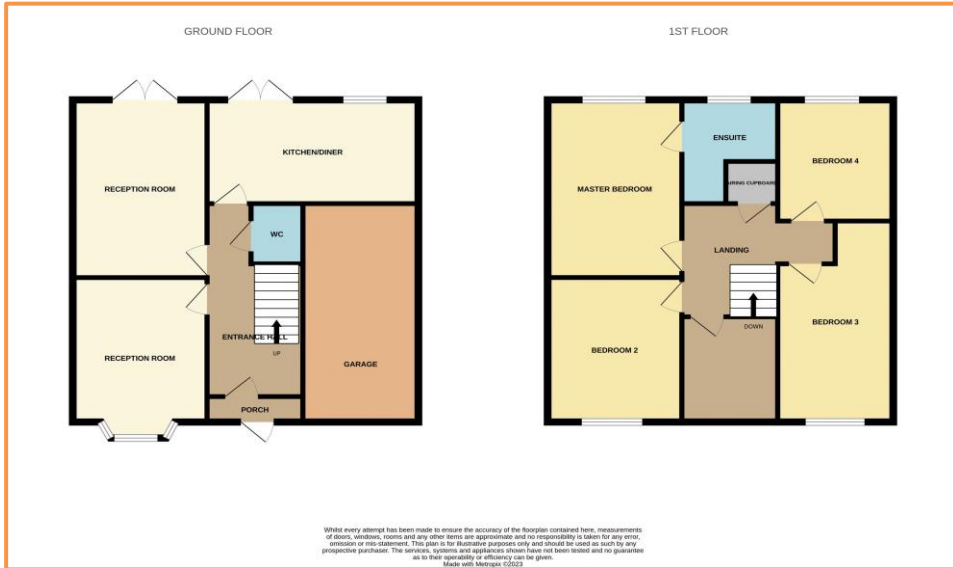 GROUND FLOOR
RECEPTION ROOM
KITCHEN/DINER
WC
ENTRANCE HALL
UP
RECEPTION ROOM
GARAGE
PORCH
1ST FLOOR
MASTER BEDROOM
ENSUITE
CUPBOARD
BEDROOM 4
LANDING
BEDROOM 2
DOWN
BEDROOM 3
Whilst every attempt has been made to ensure the accuracy of the floorplan contained here, measurements
of doors, windows, rooms and any other items are approximate and no responsibility is taken for any error,
omission or mis-statement. This plan is for illustrative purposes only and should be used as such by any
prospective purchaser. The services, systems and appliances shown have not been tested and no guarantee
as to their operability or efficiency can be given.
Made with Metropix ©2023